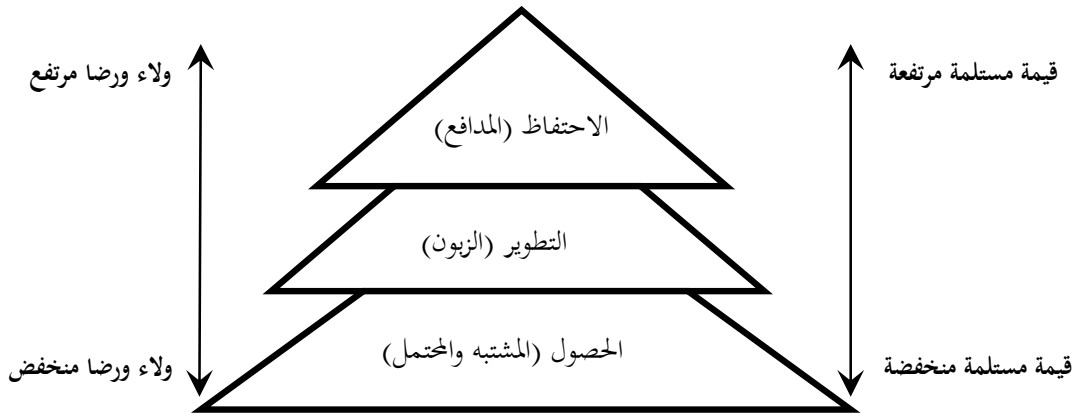 قيمة مستلمة مرتفعة
ولاء ورضا مرتفع
الاحتفاظ (المدافع)
التطوير (الزبون)
الحصول (المشتبه والمحتمل)
قيمة مستلمة منخفضة
ولاء ورضا منخفض